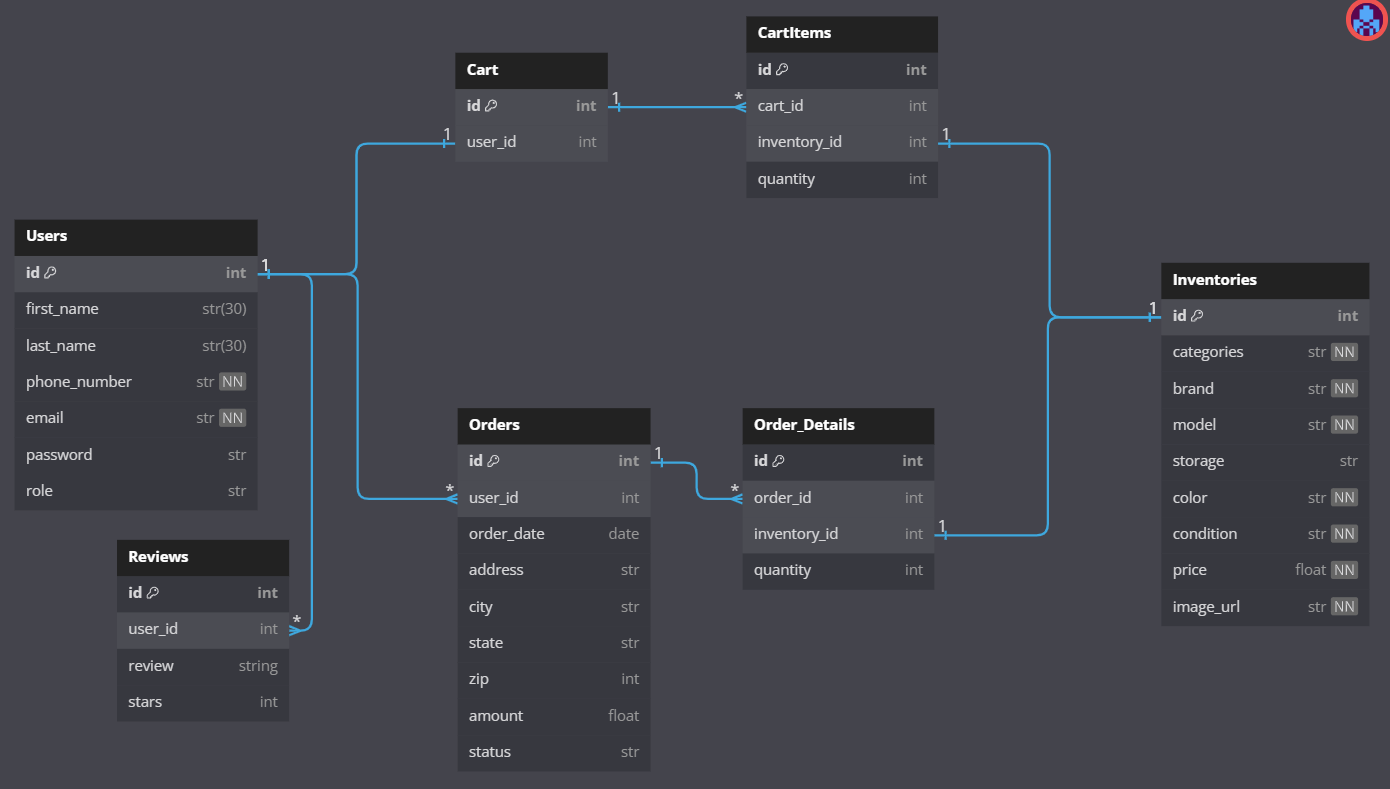 CartItems
id int
cart_id int
inventory_id int
quantity int
Cart
id int
user_id int
1 *
1
1
Users
id int
first_name str(30)
last_name str(30)
phone_number str NN
email str NN
password str
role str
1
Inventories
id int
categories str NN
brand str NN
model str NN
storage str
color str NN
condition str NN
price float NN
image_url str NN
1
Orders
id int
user_id int
order_date date
address str
city str
state str
zip int
amount float
status str
*
1
*
Order_Details
id int
order_id int
inventory_id int
quantity int
1
Reviews
id int
user_id int
review string
stars int
*